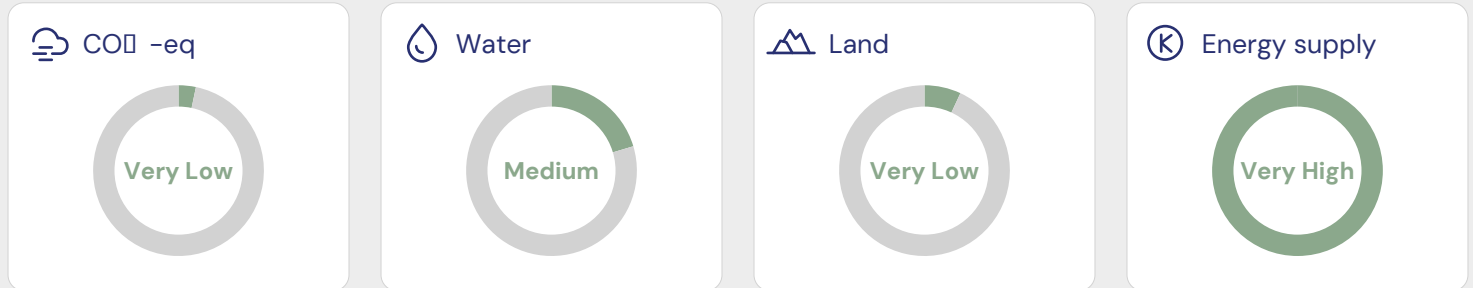 CO▯ -eq
Very Low
Water
Medium
Land
Very Low
Energy supply
Very High